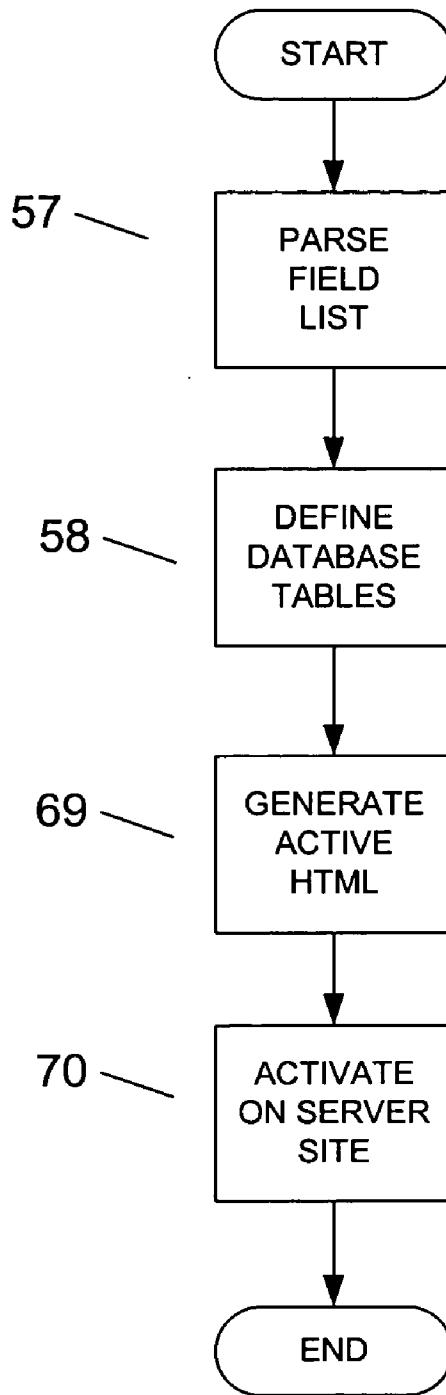 START
57
PARSE
FIELD
LIST
58
DEFINE
DATABASE
TABLES
69
GENERATE
ACTIVE
HTML
70
ACTIVATE
ON SERVER
SITE
END